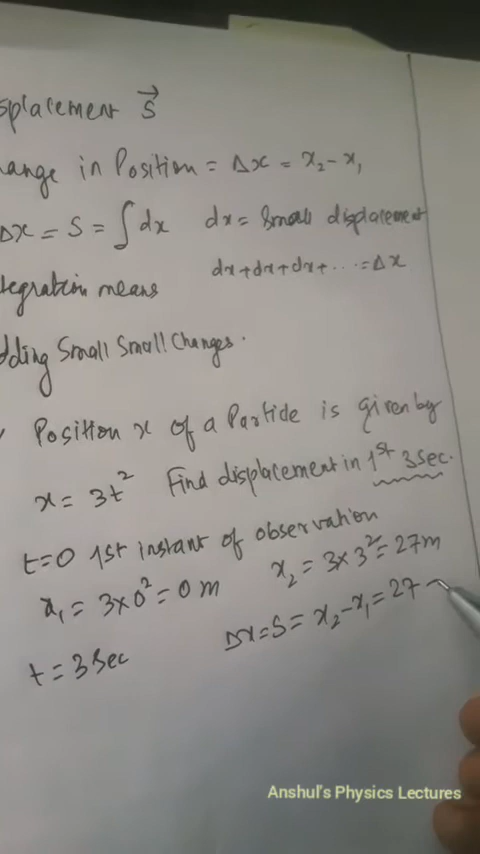 splacement S⃗
ange in Position = Δx = x₂ - x₁
Δx = S = ∫dx dx = Small displacement
dx+dx+dx+... = Δx
tegration means
dding Small Small Changes.
Position x of a Particle is given by
x = 3t² Find displacement in 1st 3 Sec.
t=0 1st instant of observation
x₁ = 3×0² = 0 m x₂ = 3×3² = 27m
t = 3 Sec Δx=S= x₂-x₁ = 27 -
Anshul's Physics Lectures